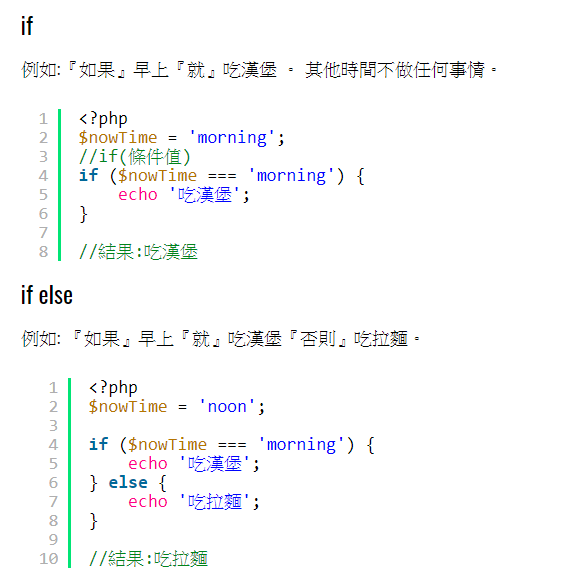 if
例如:『如果』早上『就』吃漢堡 。 其他時間不做任何事情。
1 <?php
2 $nowTime = 'morning';
3 //if(條件值)
4 if ($nowTime === 'morning') {
5     echo '吃漢堡';
6 }
7
8 //結果:吃漢堡
if else
例如: 『如果』早上『就』吃漢堡『否則』吃拉麵。
1 <?php
2 $nowTime = 'noon';
3
4 if ($nowTime === 'morning') {
5     echo '吃漢堡';
6 } else {
7     echo '吃拉麵';
8 }
9
10 //結果:吃拉麵